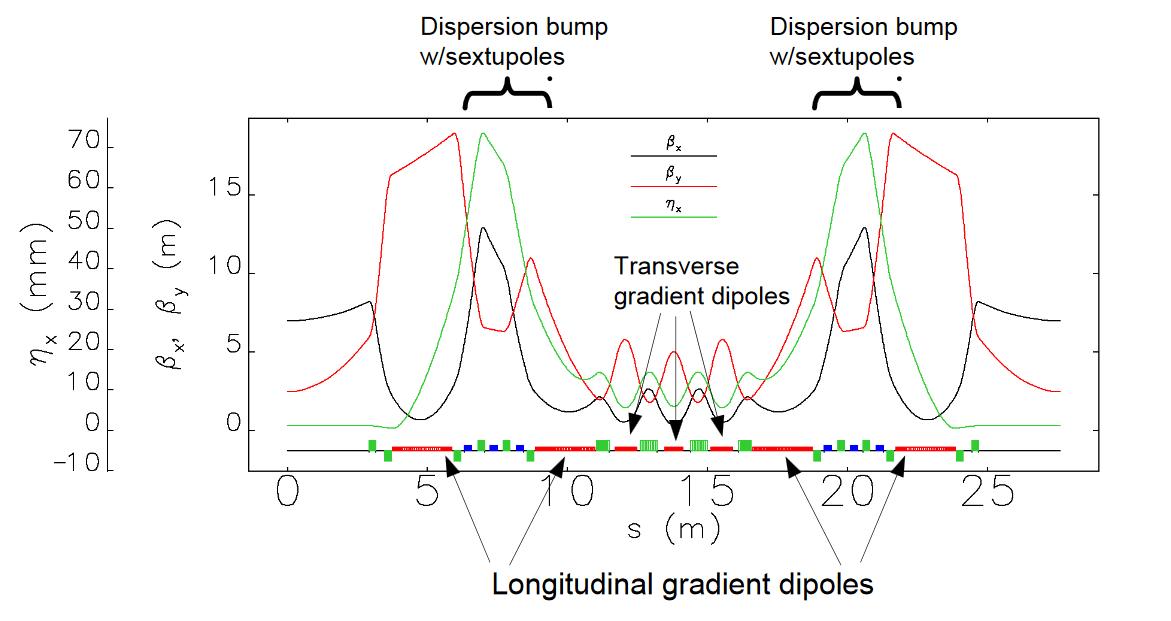 Dispersion bump
w/sextupoles
Dispersion bump
w/sextupoles
70
60
50
40
30
20
10
0
−10
ηx (mm)
15
10
5
0
βx, βy (m)
βx
βy
ηx
Transverse
gradient dipoles
0 5 10 15 20 25
s (m)
Longitudinal gradient dipoles